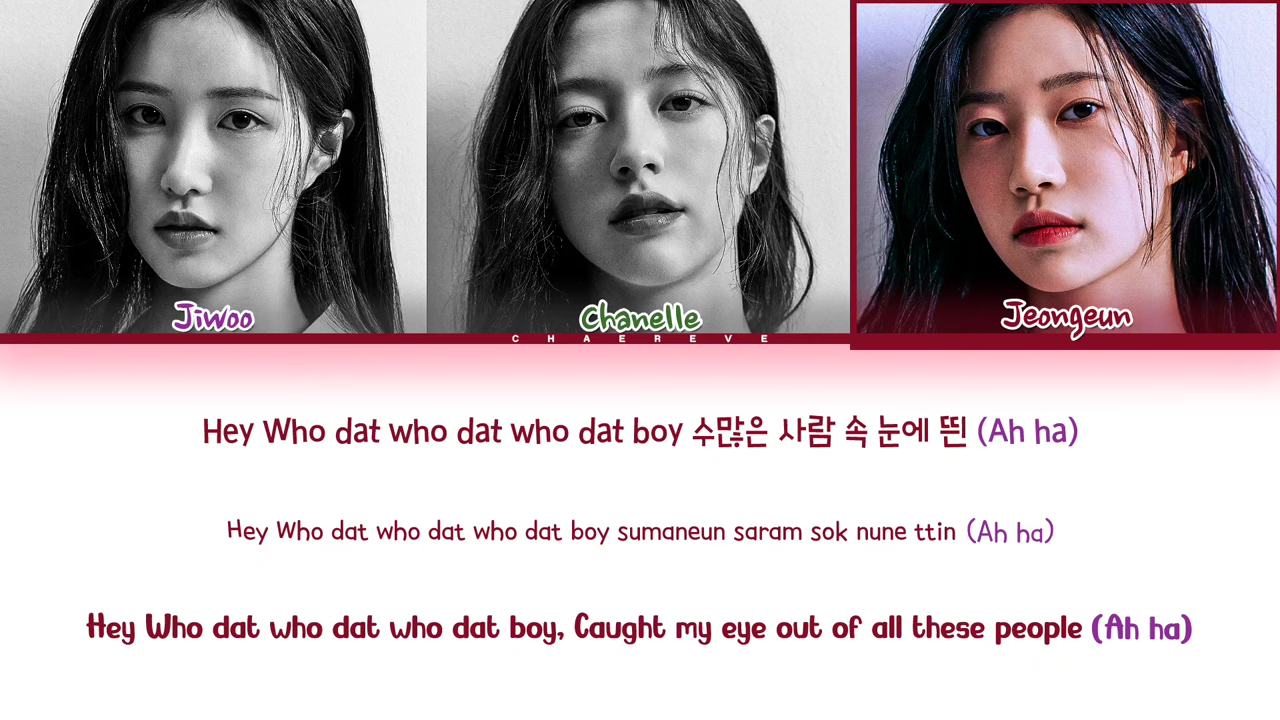 Jiwoo
Chanelle
Jeongeun
CHAEREVE
Hey Who dat who dat who dat boy 수많은 사람 속 눈에 띈 (Ah ha)
Hey Who dat who dat who dat boy sumaneun saram sok nune ttin (Ah ha)
Hey Who dat who dat who dat boy, Caught my eye out of all these people (Ah ha)